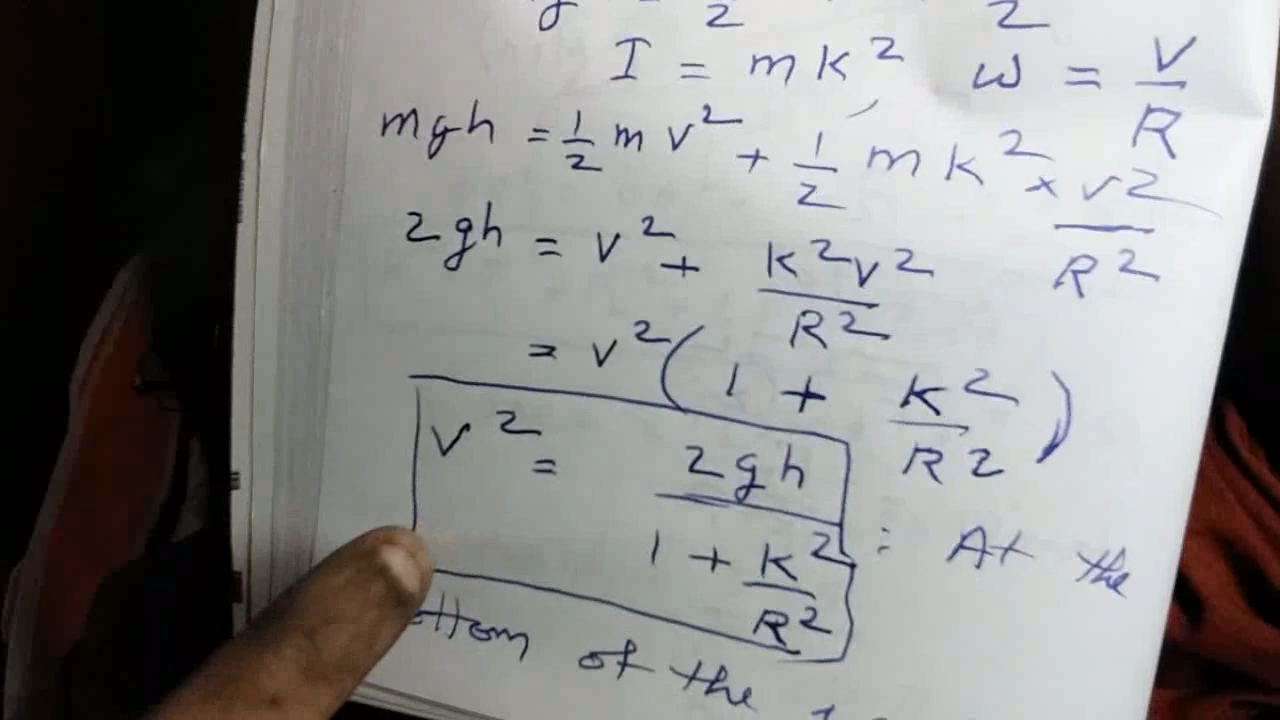 I = mk² ω = V/R
mgh = 1/2 mv² + 1/2 mk² × v²/R²
2gh = v² + k²v²/R²
= v² (1 + k²/R²)
v² = 2gh / 1 + k²/R² : At the
ottom of the